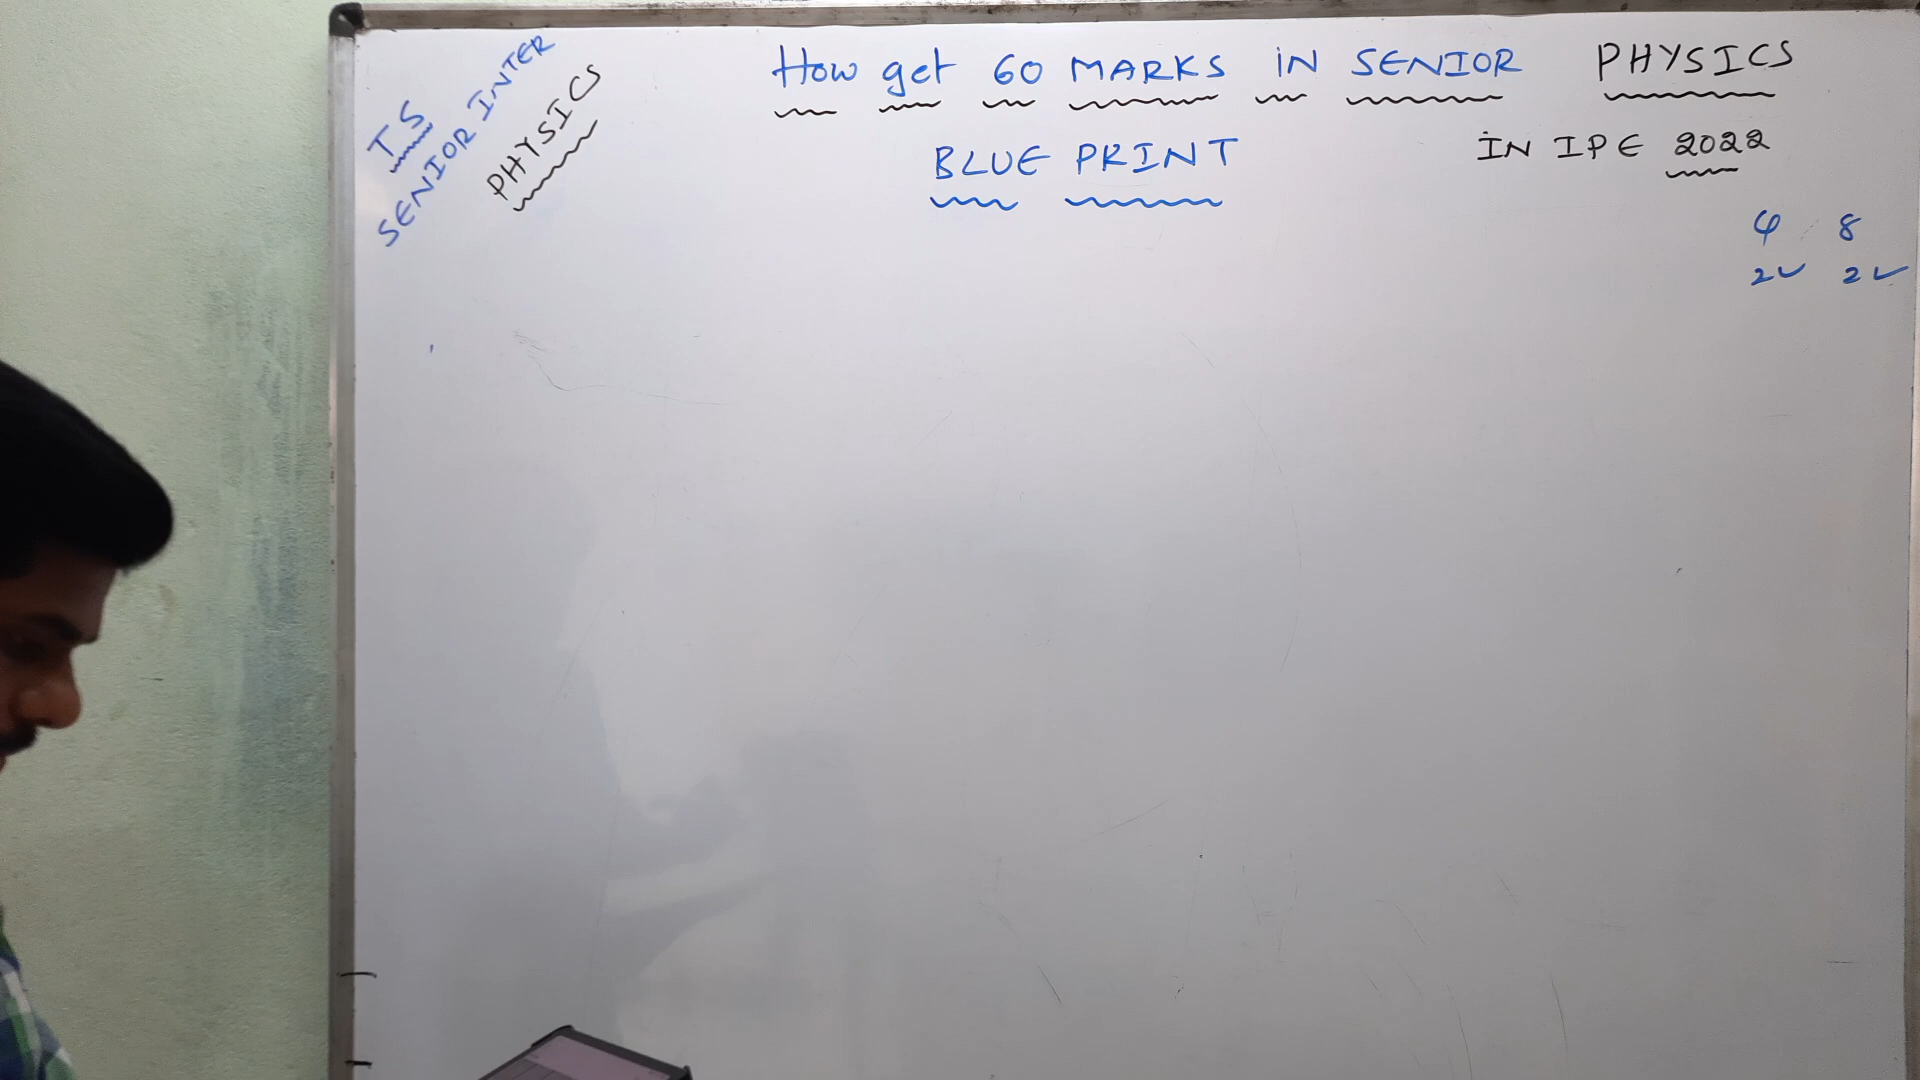 TS
SENIOR INTER
PHYSICS
How get 60 MARKS IN SENIOR PHYSICS
BLUE PRINT
IN IPE 2022
4 8
2✓ 2✓